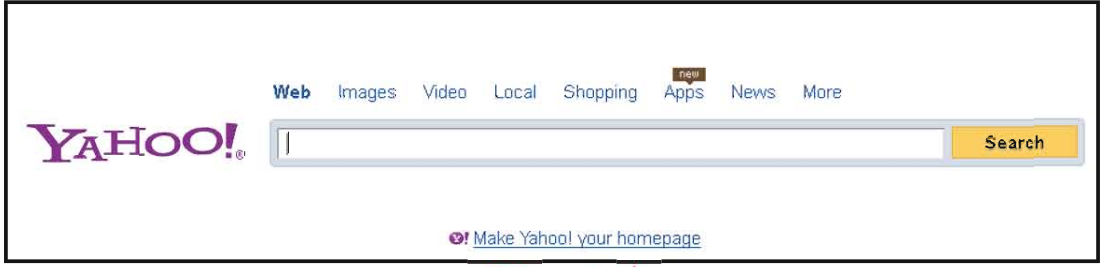 new
Web Images Video Local Shopping Apps News More
YAHOO!® Search
Y! Make Yahoo! your homepage